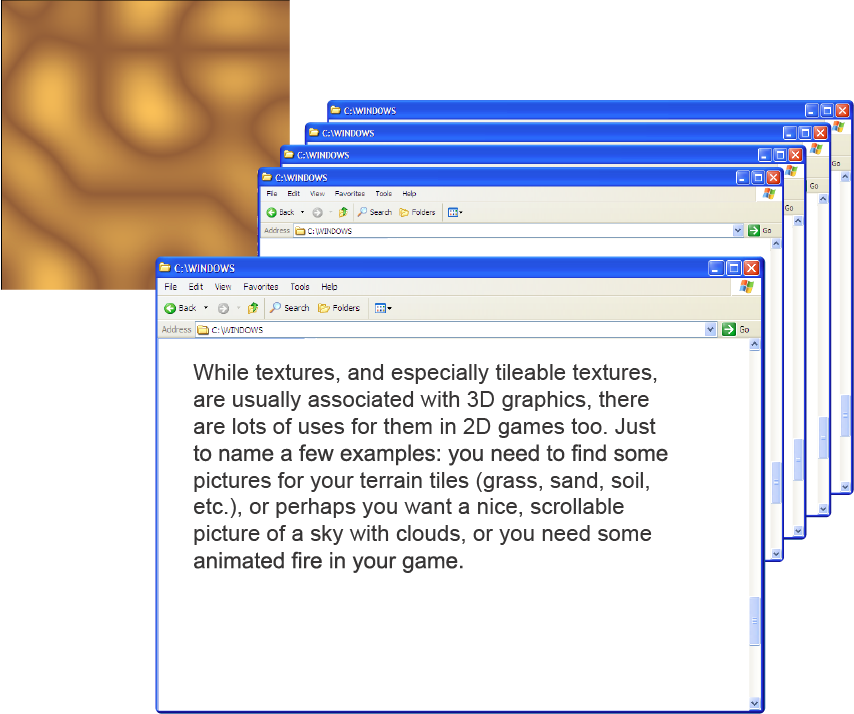 C:\WINDOWS
C:\WINDOWS
C:\WINDOWS
Go
Go
Go
C:\WINDOWS
File Edit View Favorites Tools Help
Back Search Folders
Address C:\WINDOWS Go
C:\WINDOWS
File Edit View Favorites Tools Help
Back Search Folders
Address C:\WINDOWS Go
While textures, and especially tileable textures,
are usually associated with 3D graphics, there
are lots of uses for them in 2D games too. Just
to name a few examples: you need to find some
pictures for your terrain tiles (grass, sand, soil,
etc.), or perhaps you want a nice, scrollable
picture of a sky with clouds, or you need some
animated fire in your game.